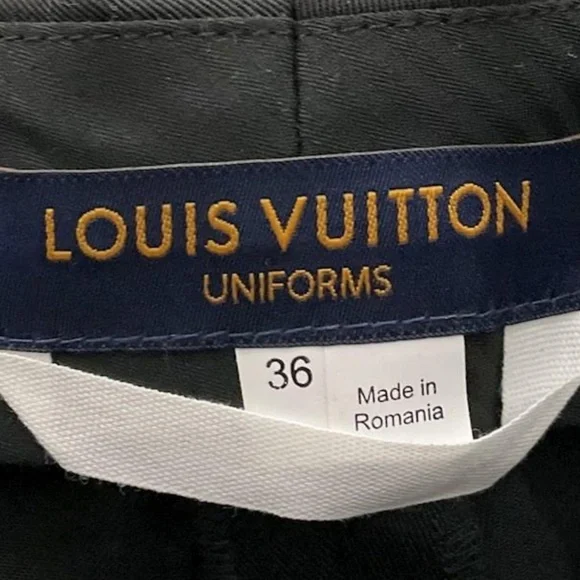 LOUIS VUITTON
UNIFORMS
36
Made in
Romania